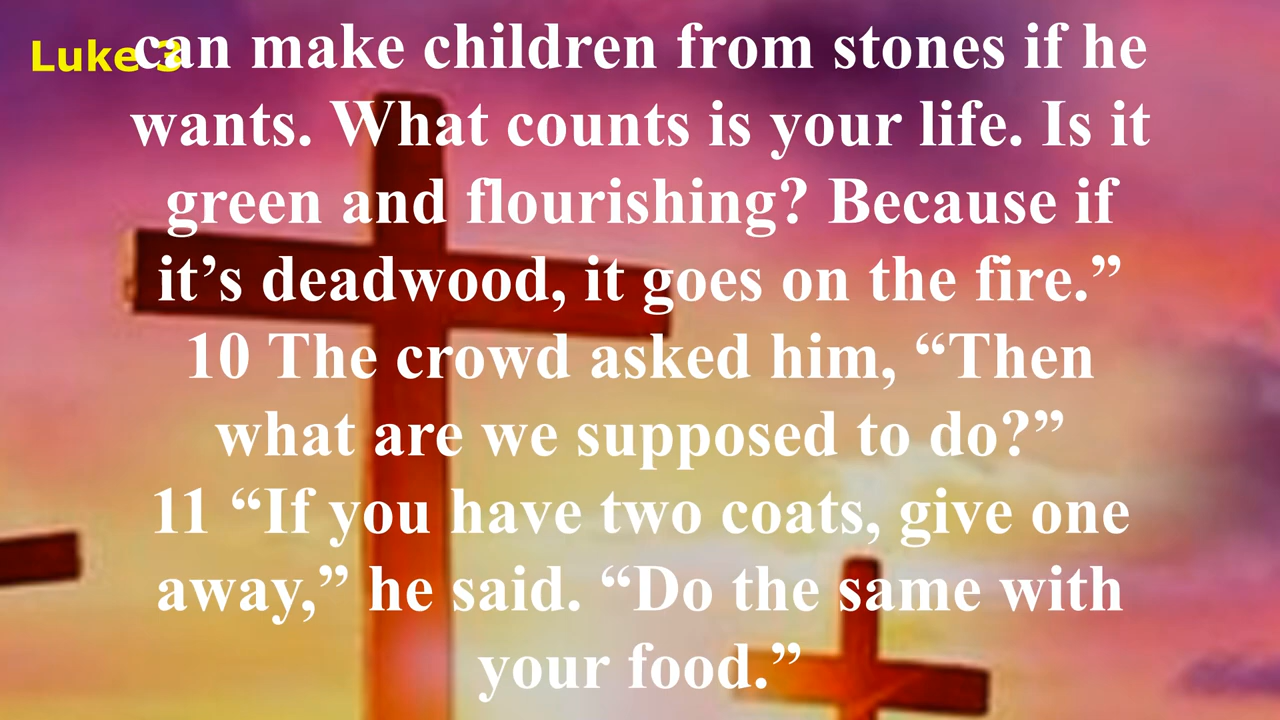 Luke 3
can make children from stones if he
wants. What counts is your life. Is it
green and flourishing? Because if
it’s deadwood, it goes on the fire.”
10 The crowd asked him, “Then
what are we supposed to do?”
11 “If you have two coats, give one
away,” he said. “Do the same with
your food.”